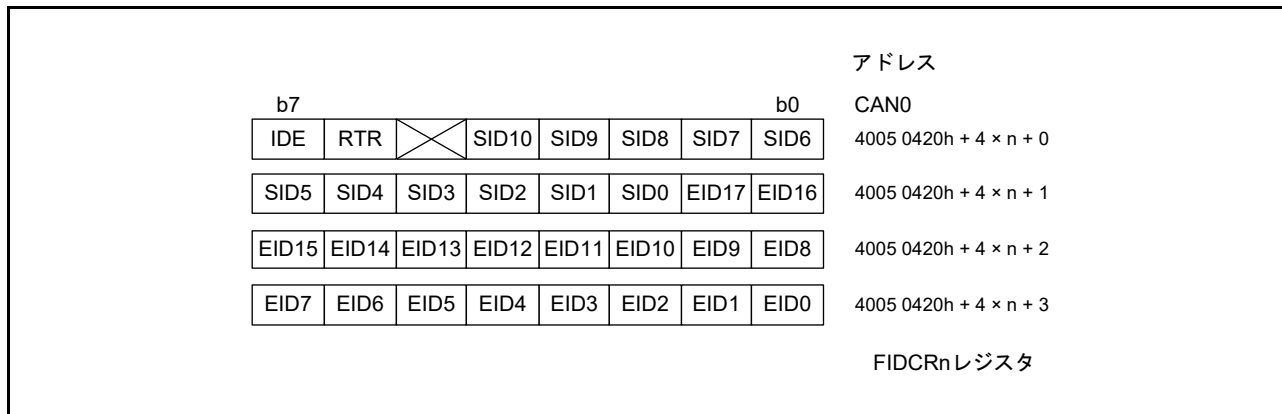 アドレス
b7 b0 CAN0
IDE RTR SID10 SID9 SID8 SID7 SID6 4005 0420h + 4 × n + 0
SID5 SID4 SID3 SID2 SID1 SID0 EID17 EID16 4005 0420h + 4 × n + 1
EID15 EID14 EID13 EID12 EID11 EID10 EID9 EID8 4005 0420h + 4 × n + 2
EID7 EID6 EID5 EID4 EID3 EID2 EID1 EID0 4005 0420h + 4 × n + 3
FIDCRnレジスタ